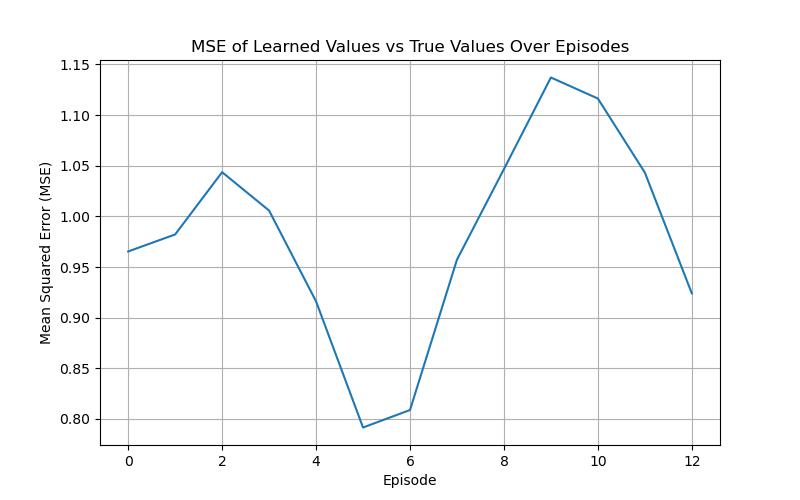 MSE of Learned Values vs True Values Over Episodes
Mean Squared Error (MSE)
1.15
1.10
1.05
1.00
0.95
0.90
0.85
0.80
0 2 4 6 8 10 12
Episode